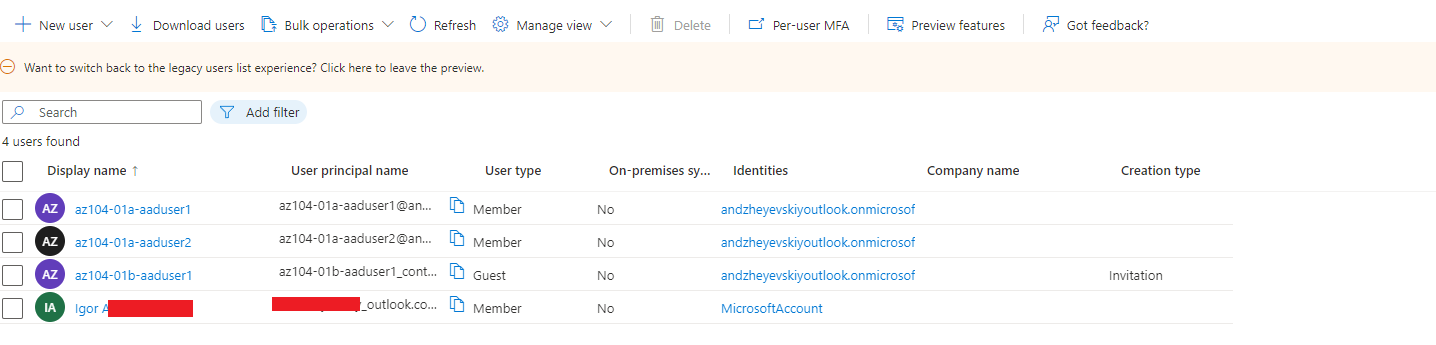 New user Download users Bulk operations Refresh Manage view Delete Per-user MFA Preview features Got feedback?
Want to switch back to the legacy users list experience? Click here to leave the preview.
Search Add filter
4 users found
Display name ↑ User principal name User type On-premises sy... Identities Company name Creation type
AZ az104-01a-aaduser1 az104-01a-aaduser1@an... Member No andzheyevskiyoutlook.onmicrosof
AZ az104-01a-aaduser2 az104-01a-aaduser2@an... Member No andzheyevskiyoutlook.onmicrosof
AZ az104-01b-aaduser1 az104-01b-aaduser1_cont... Guest No andzheyevskiyoutlook.onmicrosof Invitation
IA Igor A _outlook.co... Member No MicrosoftAccount